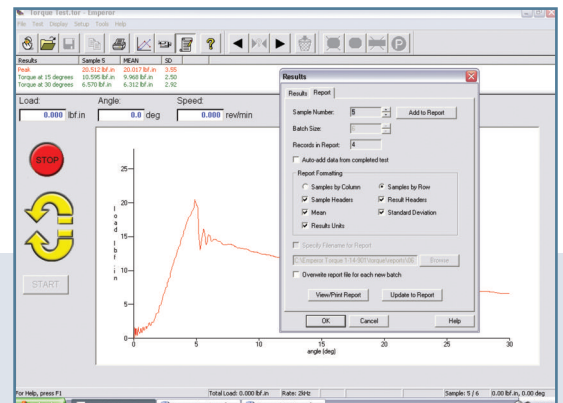 Torque Test.tor - Emperor
File Test Display Setup Tools Help
Results Sample 5 MEAN SD
Peak 20.512 lbf.in 20.017 lbf.in 3.55
Torque at 15 degrees 10.595 lbf.in 9.968 lbf.in 2.50
Torque at 30 degrees 6.570 lbf.in 6.312 lbf.in 2.92
Load: Angle: Speed:
0.000 lbf.in 0.0 deg 0.000 rev/min
STOP
START
load lbf in
25
20
15
10
5
0
0 5 10 15 20 25 30
angle (deg)
Results
Results Report
Sample Number: 5 Add to Report
Batch Size: 6
Records in Report: 4
Auto-add data from completed test
Report Formatting
Samples by Column Samples by Row
Sample Headers Result Headers
Mean Standard Deviation
Results Units
Specify Filename for Report
Browse
Overwrite report file for each new batch
View/Print Report Update to Report
OK Cancel Help
For Help, press F1 Total Load: 0.000 lbf.in Rate: 2kHz Sample: 5 / 6 0.00 lbf.in, 0.00 deg